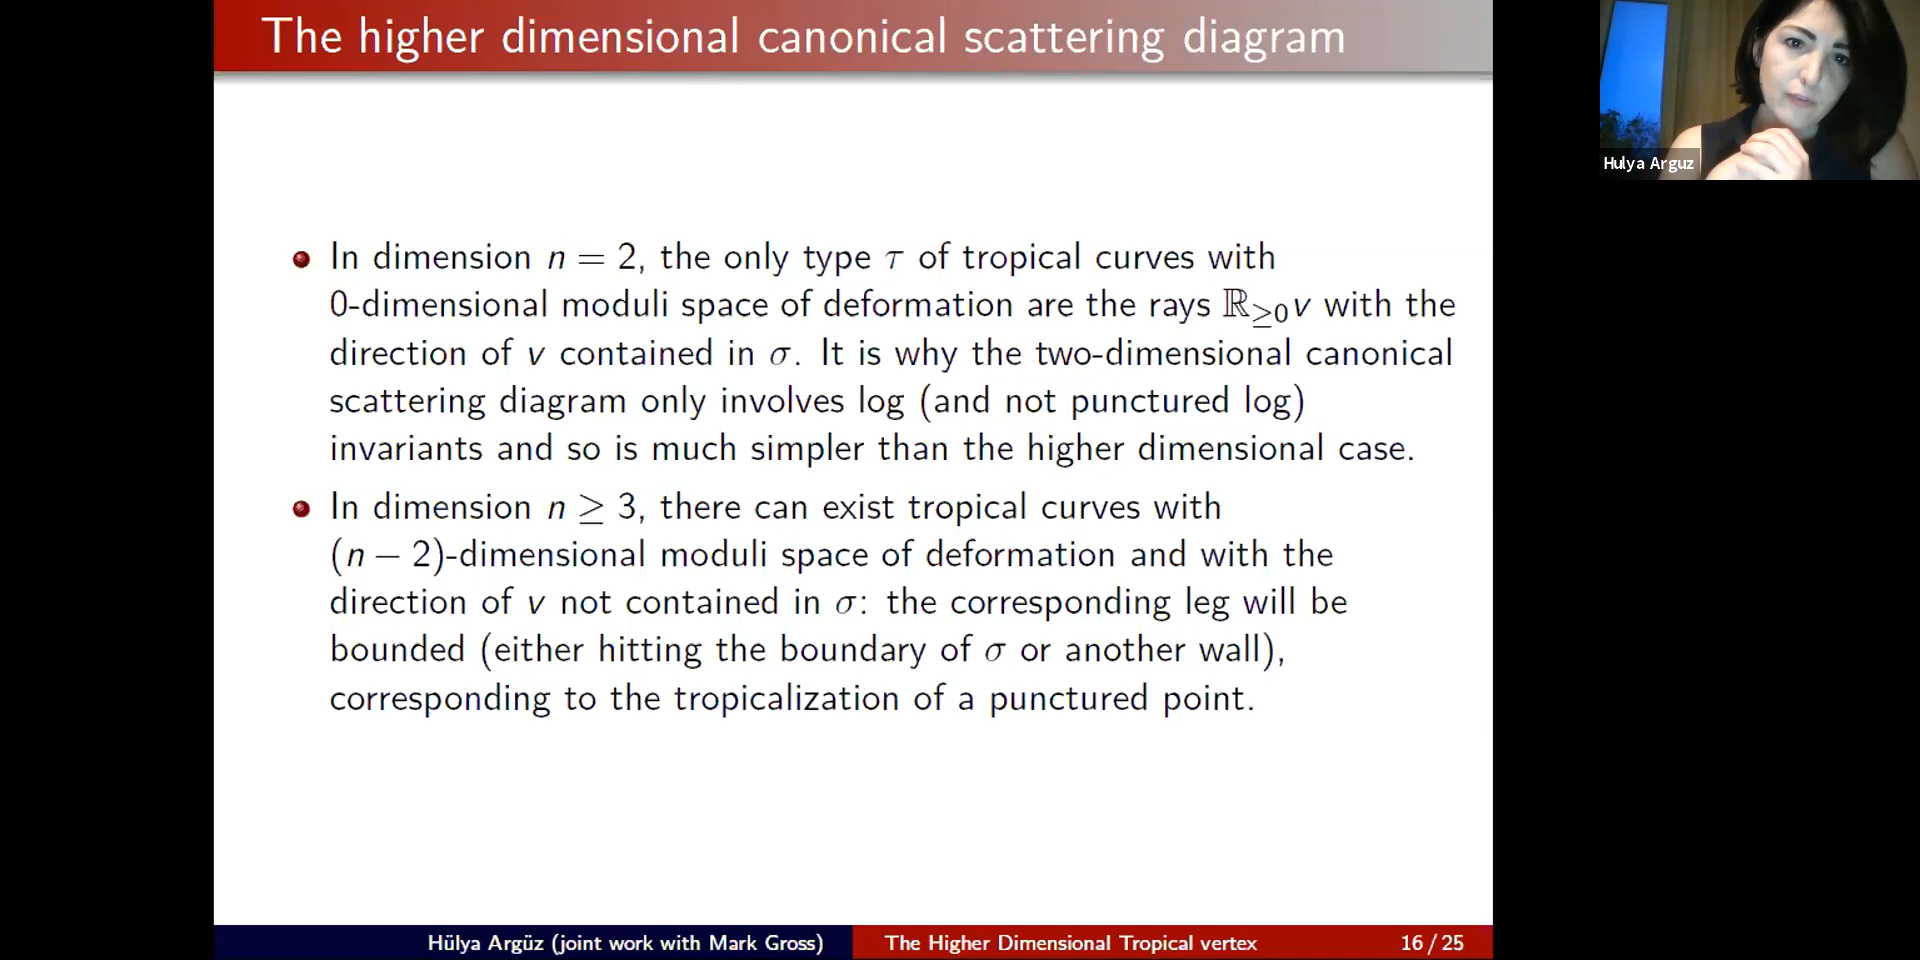 The higher dimensional canonical scattering diagram
Hulya Arguz
In dimension n = 2, the only type τ of tropical curves with
0-dimensional moduli space of deformation are the rays ℝ≥0v with the
direction of v contained in σ. It is why the two-dimensional canonical
scattering diagram only involves log (and not punctured log)
invariants and so is much simpler than the higher dimensional case.
In dimension n ≥ 3, there can exist tropical curves with
(n − 2)-dimensional moduli space of deformation and with the
direction of v not contained in σ: the corresponding leg will be
bounded (either hitting the boundary of σ or another wall),
corresponding to the tropicalization of a punctured point.
Hülya Argüz (joint work with Mark Gross)
The Higher Dimensional Tropical vertex
16 / 25